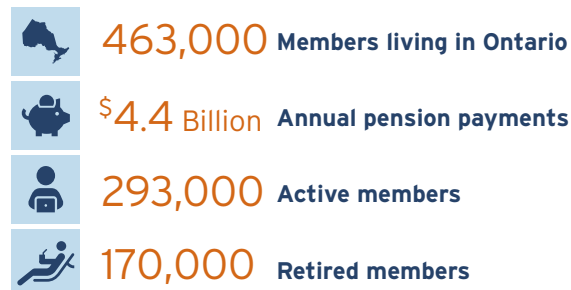 463,000 Members living in Ontario
$4.4 Billion Annual pension payments
293,000 Active members
170,000 Retired members